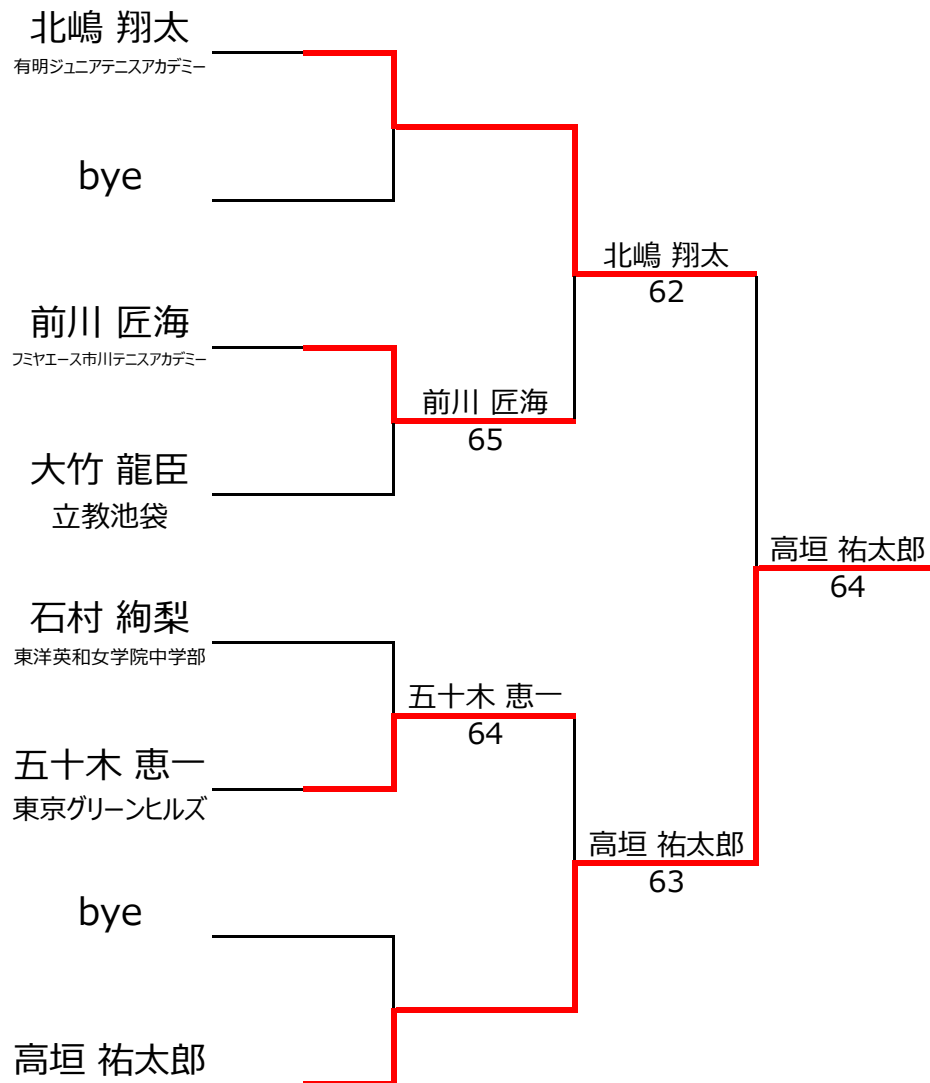 北嶋 翔太
有明ジュニアテニスアカデミー
bye
北嶋 翔太
62
前川 匠海
フミヤエース市川テニスアカデミー
前川 匠海
65
大竹 龍臣
立教池袋
高垣 祐太郎
64
石村 絢梨
東洋英和女学院中学部
五十木 恵一
64
五十木 恵一
東京グリーンヒルズ
高垣 祐太郎
63
bye
高垣 祐太郎